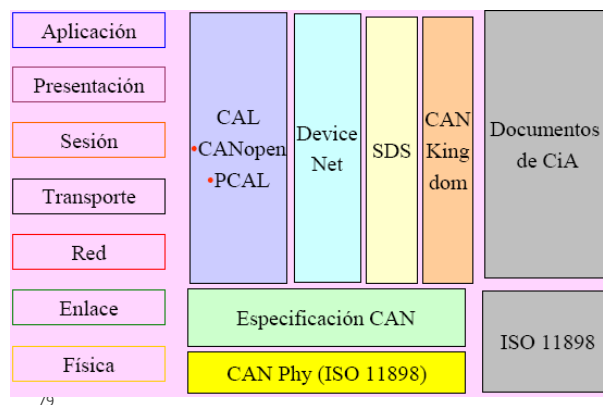 Aplicación
Presentación
Sesión
Transporte
Red
Enlace
Física
CAL
•CANopen
•PCAL
Device
Net
SDS
CAN
King
dom
Documentos
de CiA
Especificación CAN
CAN Phy (ISO 11898)
ISO 11898
79